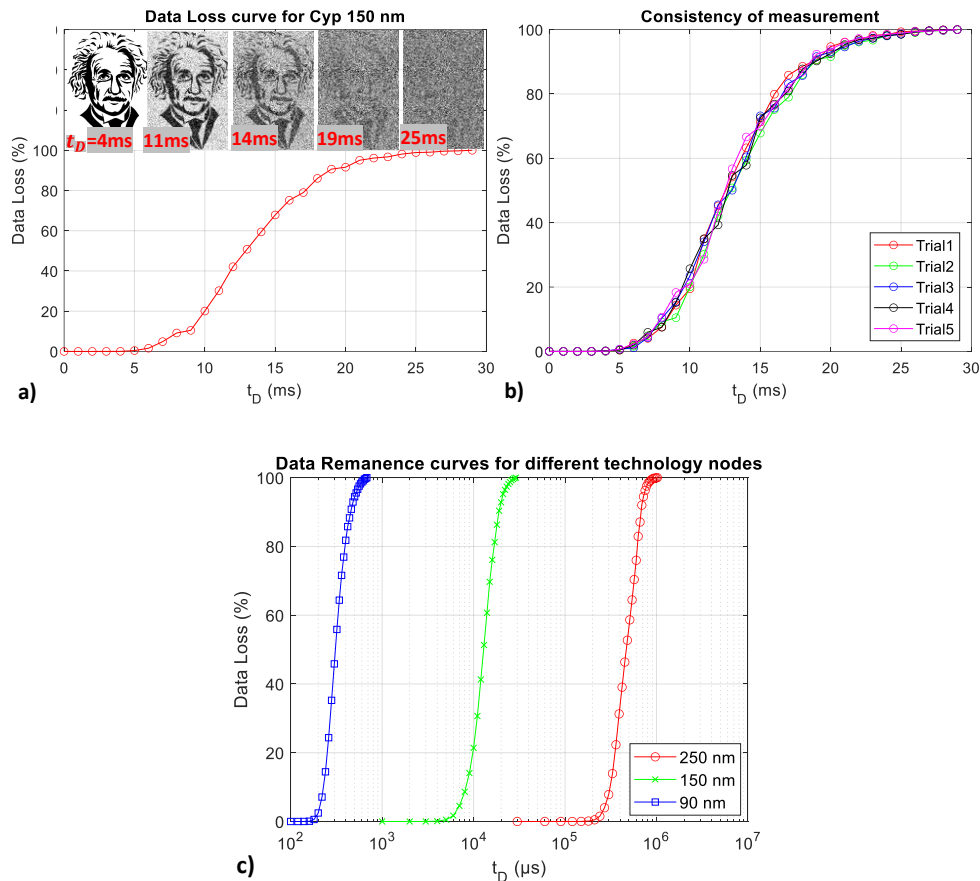 Data Loss curve for Cyp 150 nm
t_D=4ms 11ms 14ms 19ms 25ms
100
80
60
40
20
0
Data Loss (%)
0 5 10 15 20 25 30
t_D (ms)
a)
Consistency of measurement
100
80
60
40
20
0
Data Loss (%)
Trial1
Trial2
Trial3
Trial4
Trial5
0 5 10 15 20 25 30
t_D (ms)
b)
Data Remanence curves for different technology nodes
100
80
60
40
20
0
Data Loss (%)
250 nm
150 nm
90 nm
10^2 10^3 10^4 10^5 10^6 10^7
t_D (µs)
c)